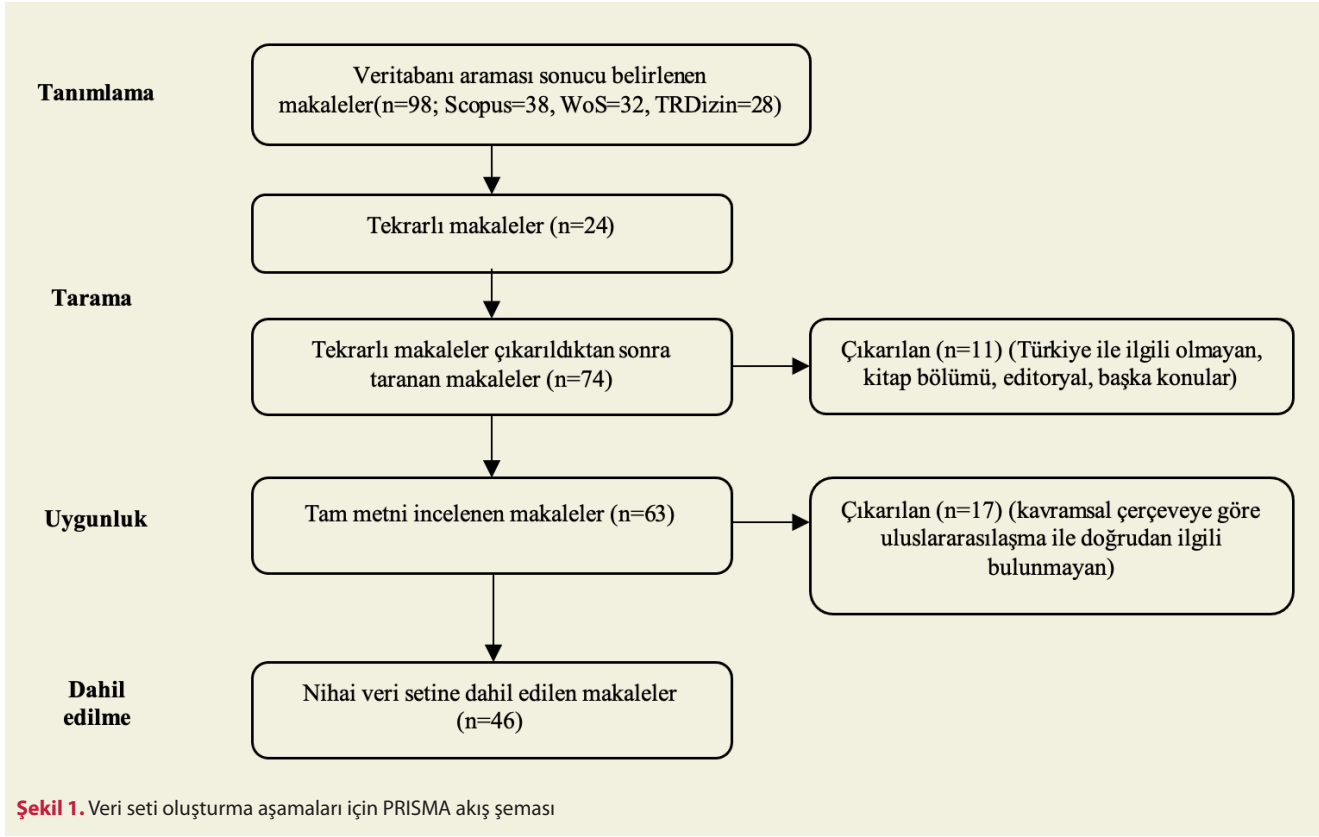 Tanımlama
Veritabanı araması sonucu belirlenen
makaleler(n=98; Scopus=38, WoS=32, TRDizin=28)
Tekrarlı makaleler (n=24)
Tarama
Tekrarlı makaleler çıkarıldıktan sonra
taranan makaleler (n=74)
Çıkarılan (n=11) (Türkiye ile ilgili olmayan,
kitap bölümü, editoryal, başka konular)
Uygunluk
Tam metni incelenen makaleler (n=63)
Çıkarılan (n=17) (kavramsal çerçeveye göre
uluslararasılaşma ile doğrudan ilgili
bulunmayan)
Dahil
edilme
Nihai veri setine dahil edilen makaleler
(n=46)
Şekil 1. Veri seti oluşturma aşamaları için PRISMA akış şeması